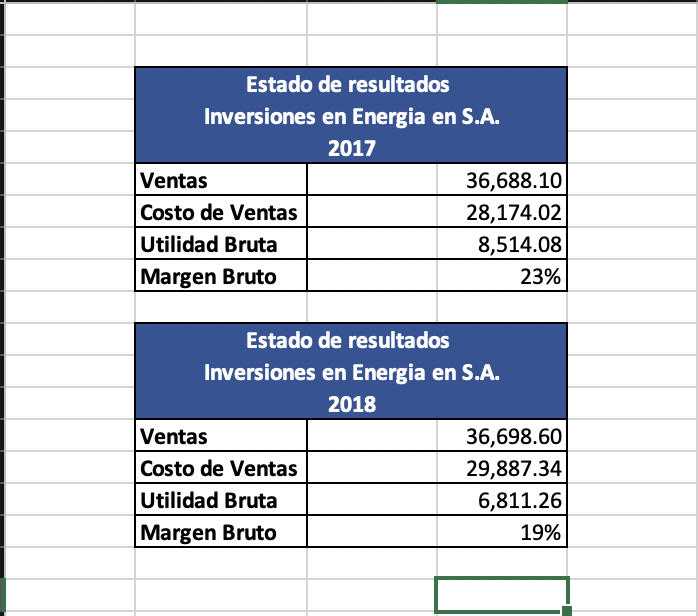 Estado de resultados
Inversiones en Energia en S.A.
2017
Ventas 36,688.10
Costo de Ventas 28,174.02
Utilidad Bruta 8,514.08
Margen Bruto 23%
Estado de resultados
Inversiones en Energia en S.A.
2018
Ventas 36,698.60
Costo de Ventas 29,887.34
Utilidad Bruta 6,811.26
Margen Bruto 19%